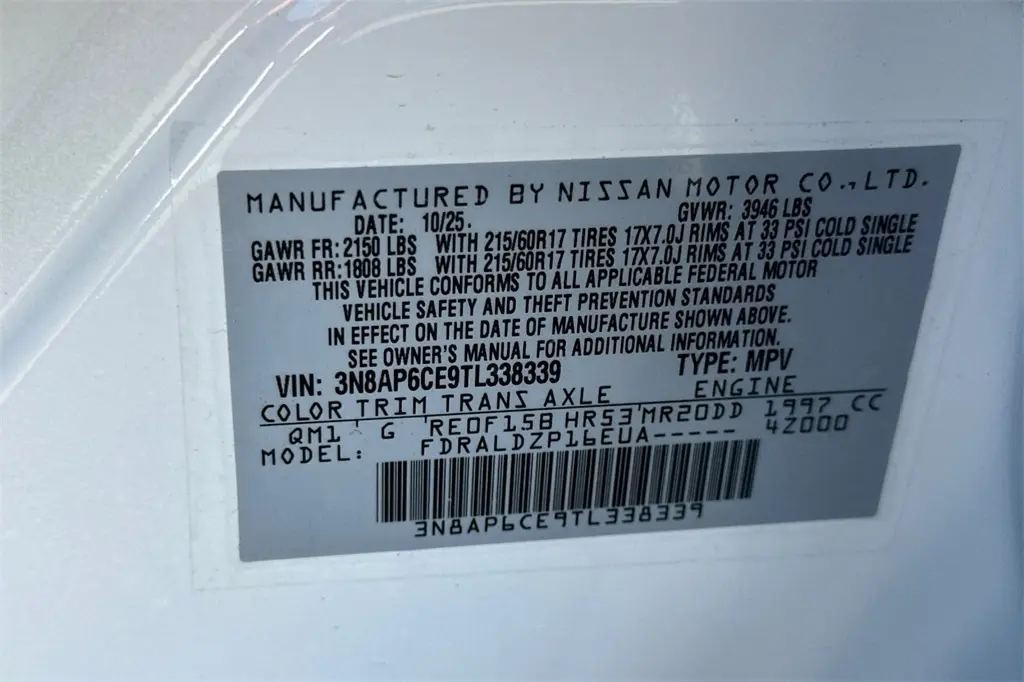 MANUFACTURED BY NISSAN MOTOR CO., LTD.
DATE: 10/25. GVWR: 3946 LBS
GAWR FR: 2150 LBS WITH 215/60R17 TIRES 17X7.0J RIMS AT 33 PSI COLD SINGLE
GAWR RR: 1808 LBS WITH 215/60R17 TIRES 17X7.0J RIMS AT 33 PSI COLD SINGLE
THIS VEHICLE CONFORMS TO ALL APPLICABLE FEDERAL MOTOR
VEHICLE SAFETY AND THEFT PREVENTION STANDARDS
IN EFFECT ON THE DATE OF MANUFACTURE SHOWN ABOVE.
SEE OWNER'S MANUAL FOR ADDITIONAL INFORMATION.
VIN: 3N8AP6CE9TL338339 TYPE: MPV
COLOR TRIM TRANS AXLE ENGINE
QM1 G RE0F15B HR53 MR20DD 1997 CC
MODEL: FDRALDZP16EUA----- 4Z000
3N8AP6CE9TL338339